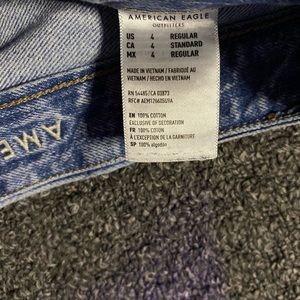 AMERICAN EAGLE
OUTFITTERS
US 4 REGULAR
CA 4 STANDARD
MX 4 REGULAR
MADE IN VIETNAM / FABRIQUÉ AU
VIETNAM / HECHO EN VIETNAM
RN 54485/CA 03873
EN 100% COTTON
EXCLUSIVE OF DECORATION
FR 100% COTON
A L'EXCEPTION DE LA GARNITURE
SP 100% algodón
AME